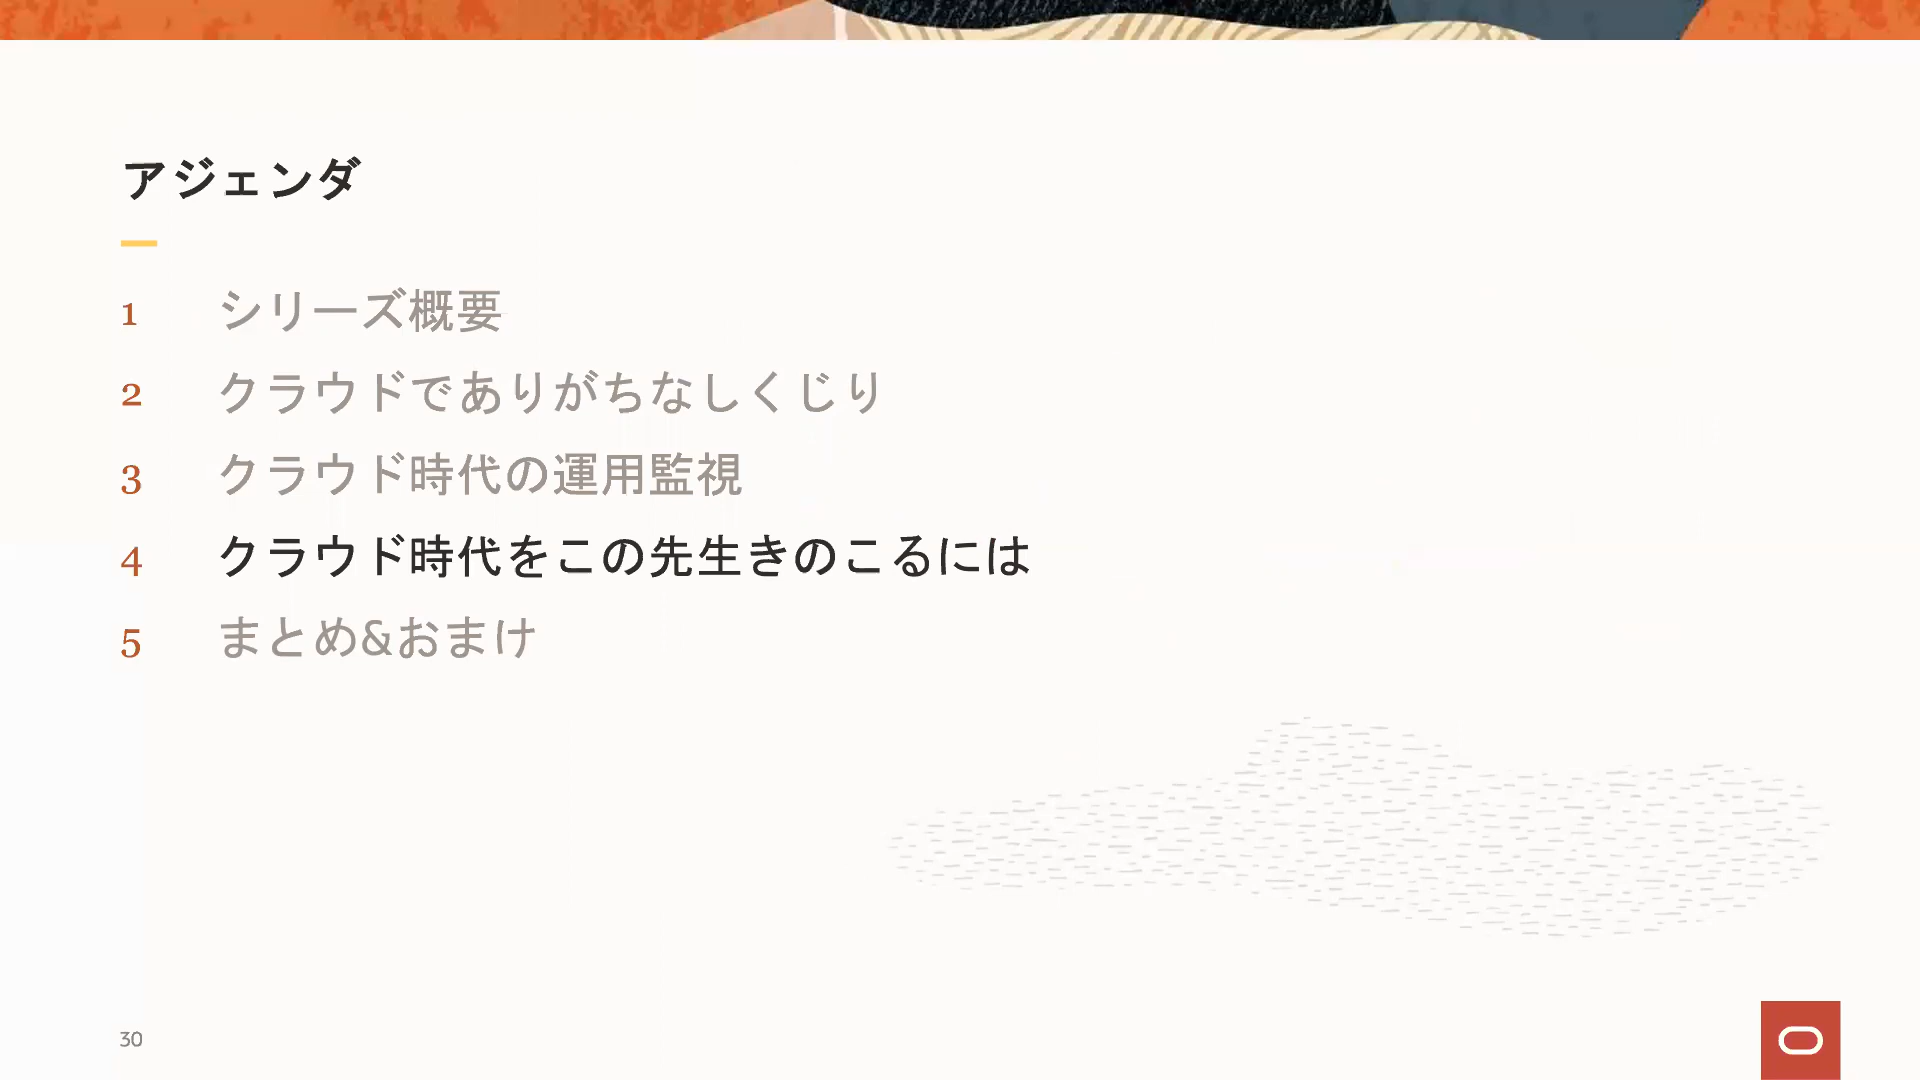 アジェンダ
1 シリーズ概要
2 クラウドでありがちなしくじり
3 クラウド時代の運用監視
4 クラウド時代をこの先生きのこるには
5 まとめ&おまけ
30